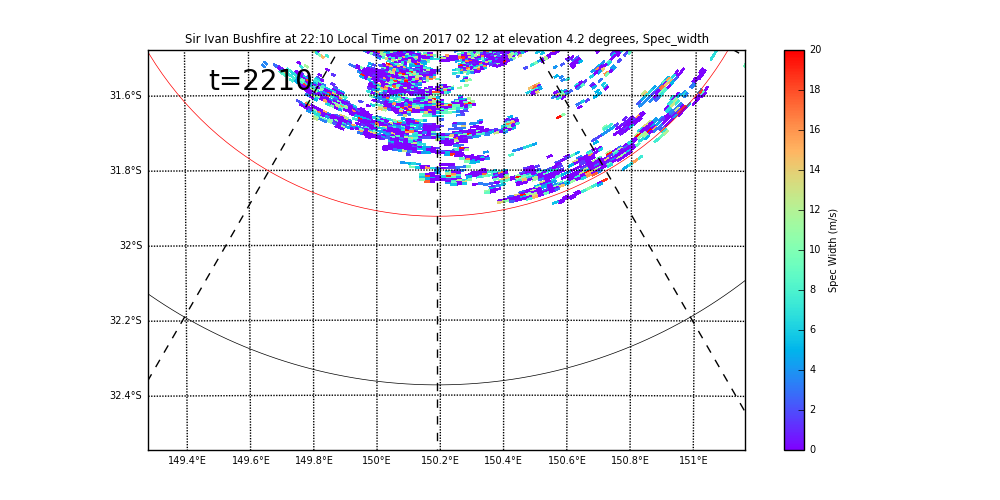 Sir Ivan Bushfire at 22:10 Local Time on 2017 02 12 at elevation 4.2 degrees, Spec_width
t=2210
31.6°S
31.8°S
32°S
32.2°S
32.4°S
149.4°E 149.6°E 149.8°E 150°E 150.2°E 150.4°E 150.6°E 150.8°E 151°E
20
18
16
14
12
10
8
6
4
2
0
Spec Width (m/s)